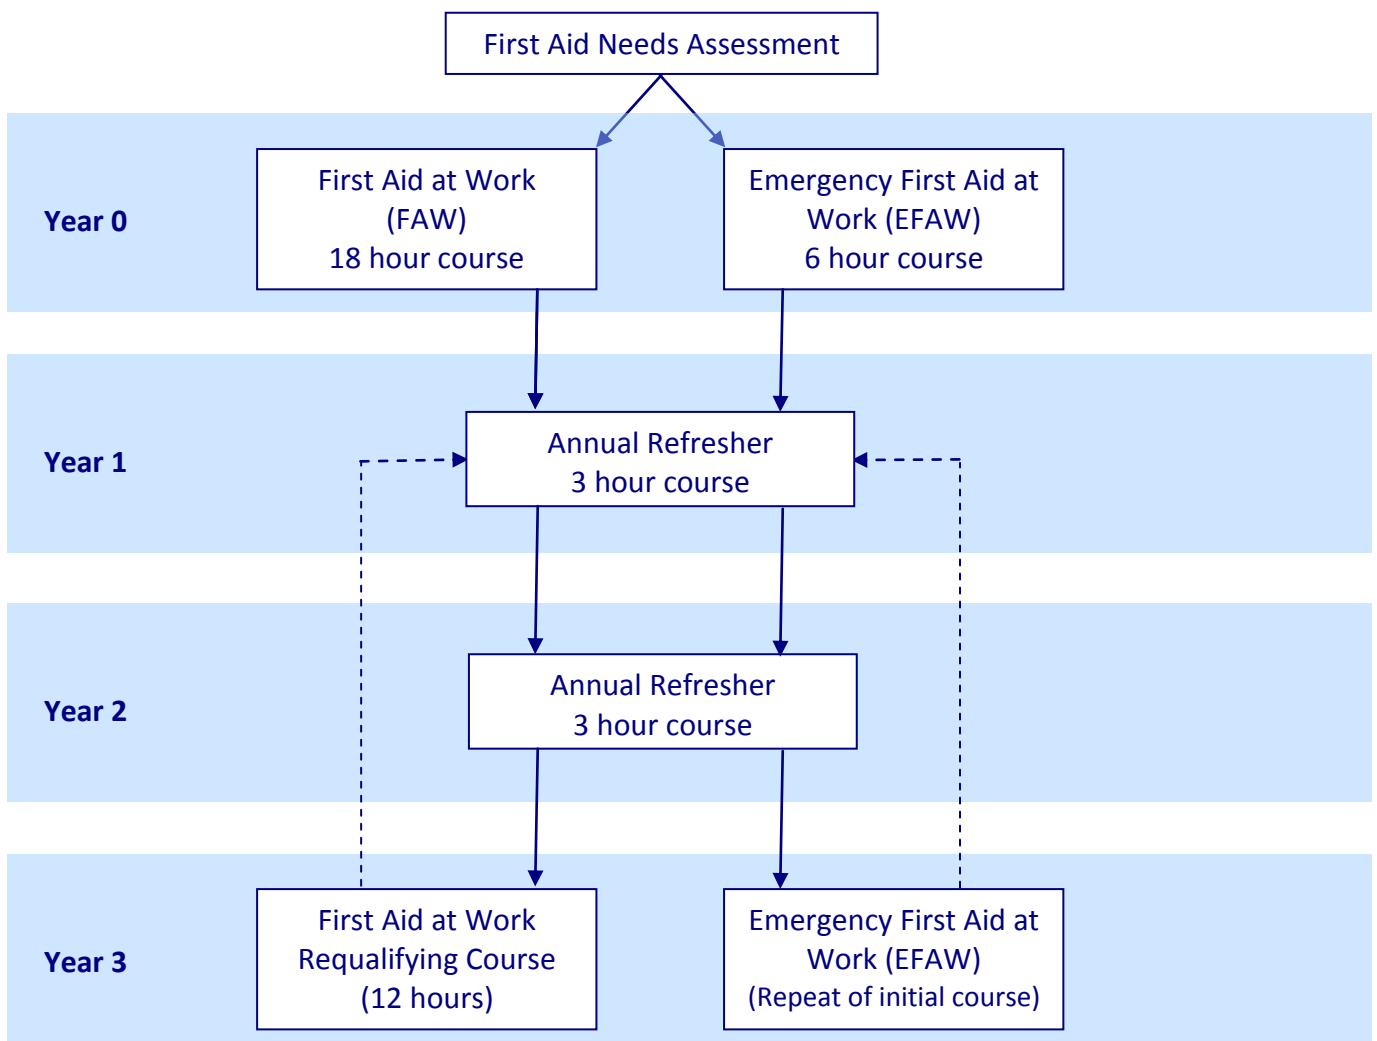 First Aid Needs Assessment
Year 0
First Aid at Work
(FAW)
18 hour course
Emergency First Aid at
Work (EFAW)
6 hour course
Year 1
Annual Refresher
3 hour course
Year 2
Annual Refresher
3 hour course
Year 3
First Aid at Work
Requalifying Course
(12 hours)
Emergency First Aid at
Work (EFAW)
(Repeat of initial course)